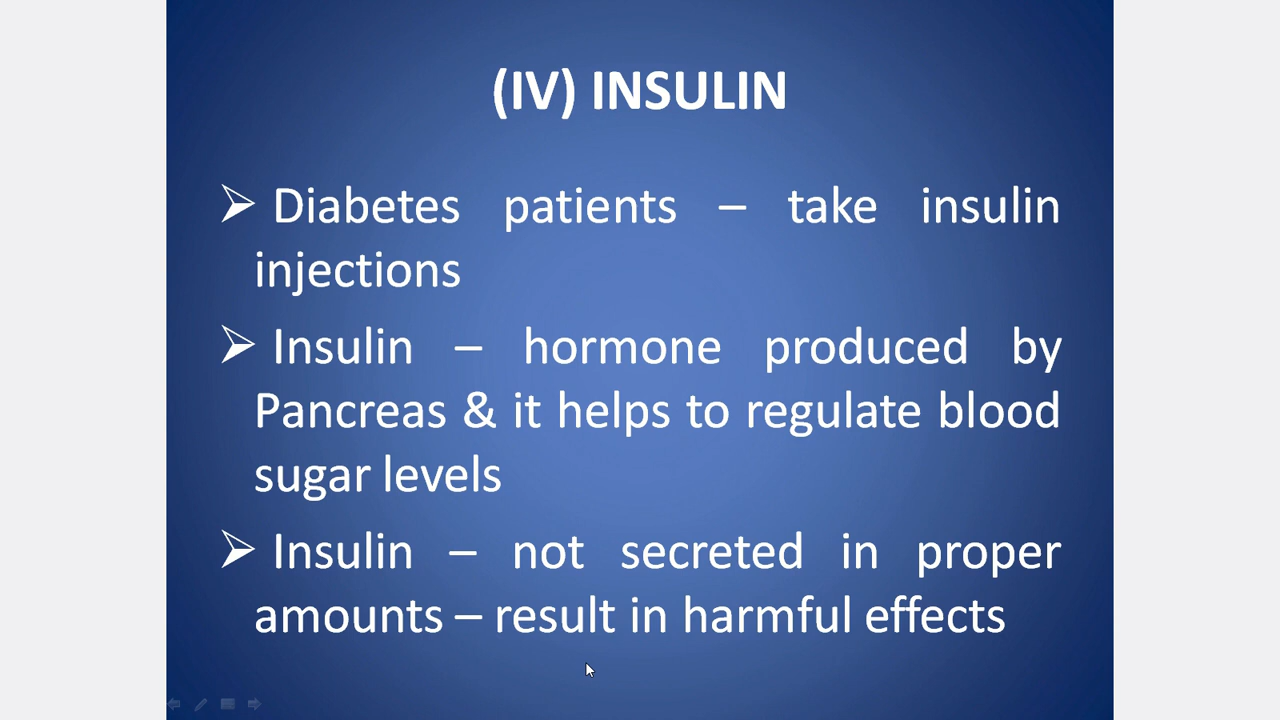 (IV) INSULIN
➢ Diabetes patients – take insulin
injections
➢ Insulin – hormone produced by
Pancreas & it helps to regulate blood
sugar levels
➢ Insulin – not secreted in proper
amounts – result in harmful effects